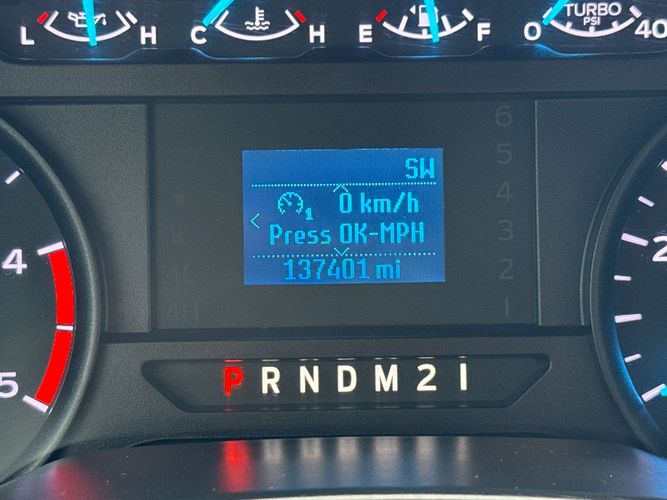 L H C H E F TURBO
PSI
0 40
6
5
SW
4
0 km/h
4 3 2
Press OK-MPH
137401 mi
2
1
5
P R N D M 2 1